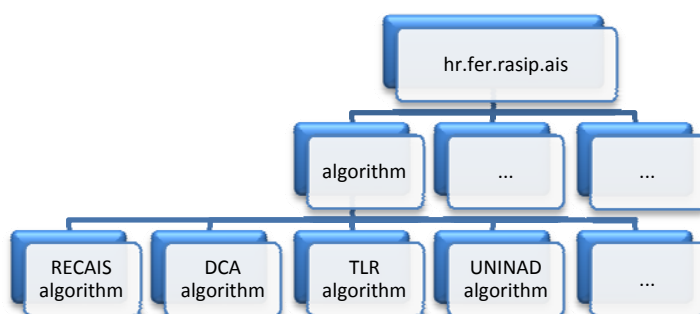 hr.fer.rasip.ais
algorithm
...
...
RECAIS
algorithm
DCA
algorithm
TLR
algorithm
UNINAD
algorithm
...